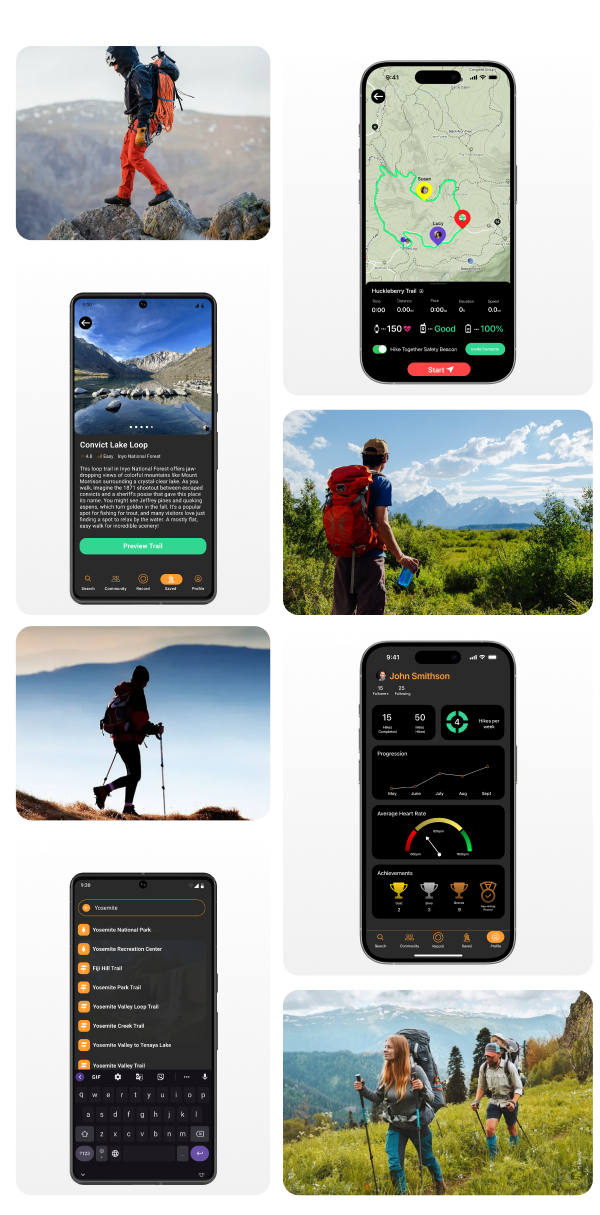 9:41
Susan
Lucy
Huckleberry Trail
Time
Distance
Pace
Elevation
Speed
0:00
0.00
0:00
0
0.0
150
Good
100%
Hike Together Safety Beacon
Invite Contacts
Start
9:30
Convict Lake Loop
4.8
Easy
Inyo National Forest
This loop trail in Inyo National Forest offers jaw-
dropping views of colorful mountains like Mount
Morrison surrounding a crystal-clear lake. As you
walk, imagine the 1871 shootout between escaped
convicts and a sheriff's posse that gave this place
its name. You might see Jeffrey pines and quaking
aspens, which turn golden in the fall. It's a popular
spot for fishing for trout, and many visitors love just
finding a spot to relax by the water. A mostly flat,
easy walk for incredible scenery!
Preview Trail
Search
Community
Record
Saved
Profile
9:41
John Smithson
15
25
Followers
Following
15
50
Hikes
Completed
Miles
Hiked
4
Hikes per
week
Progression
May
June
July
Aug
Sept
Average Heart Rate
Achievements
Gold
Silver
Bronze
2
3
9
Search
Community
Record
Saved
Profile
9:30
Yosemite
Yosemite National Park
Yosemite Recreation Center
Fiji Hill Trail
Yosemite Park Trail
Yosemite Valley Loop Trail
Yosemite Creek Trail
Yosemite Valley to Tenaya Lake
Yosemite Valley Trail
GIF
q w e r t y u i o p
a s d f g h j k l
z x c v b n m
?123
,
.